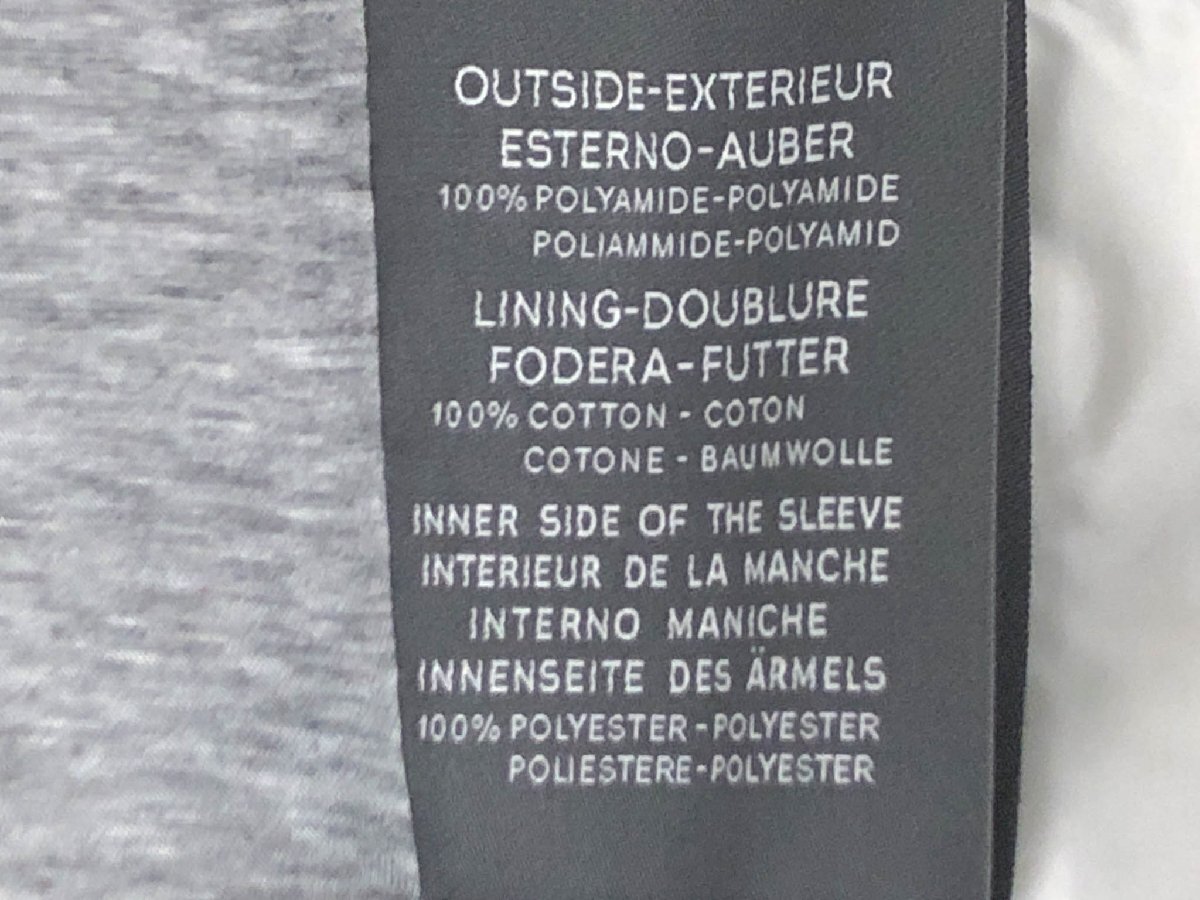 OUTSIDE-EXTERIEUR
ESTERNO-AUBER
100% POLYAMIDE-POLYAMIDE
POLIAMMIDE-POLYAMID
LINING-DOUBLURE
FODERA-FUTTER
100% COTTON - COTON
COTONE - BAUMWOLLE
INNER SIDE OF THE SLEEVE
INTERIEUR DE LA MANCHE
INTERNO MANICHE
INNENSEITE DES ÄRMELS
100% POLYESTER-POLYESTER
POLIESTERE-POLYESTER